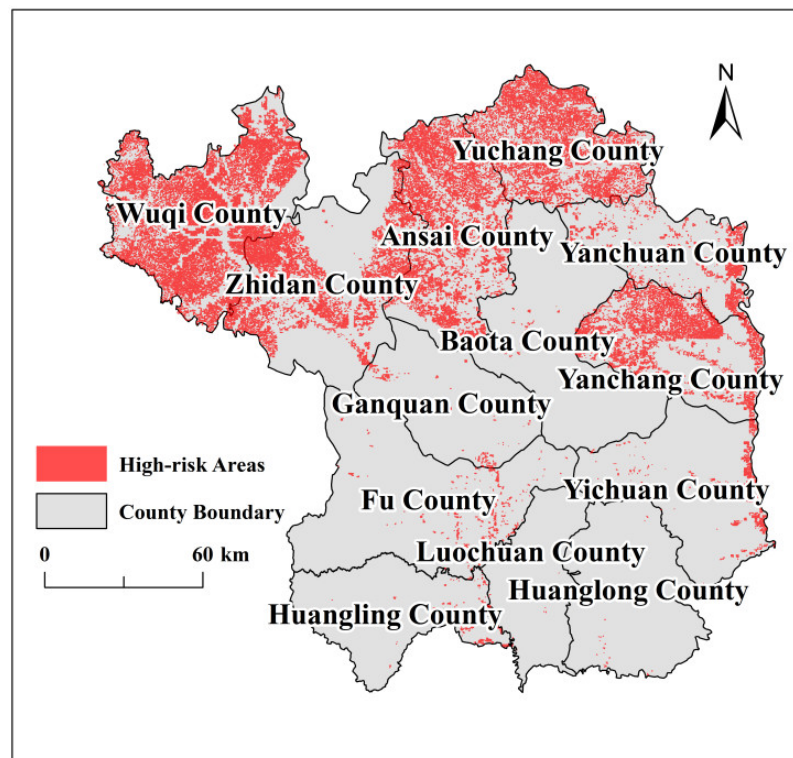 N
Yuchang County
Wuqi County
Ansai County
Yanchuan County
Zhidan County
Baota County
Yanchang County
Ganquan County
High-risk Areas
Fu County
Yichuan County
County Boundary
0 60 km
Luochuan County
Huanglong County
Huangling County